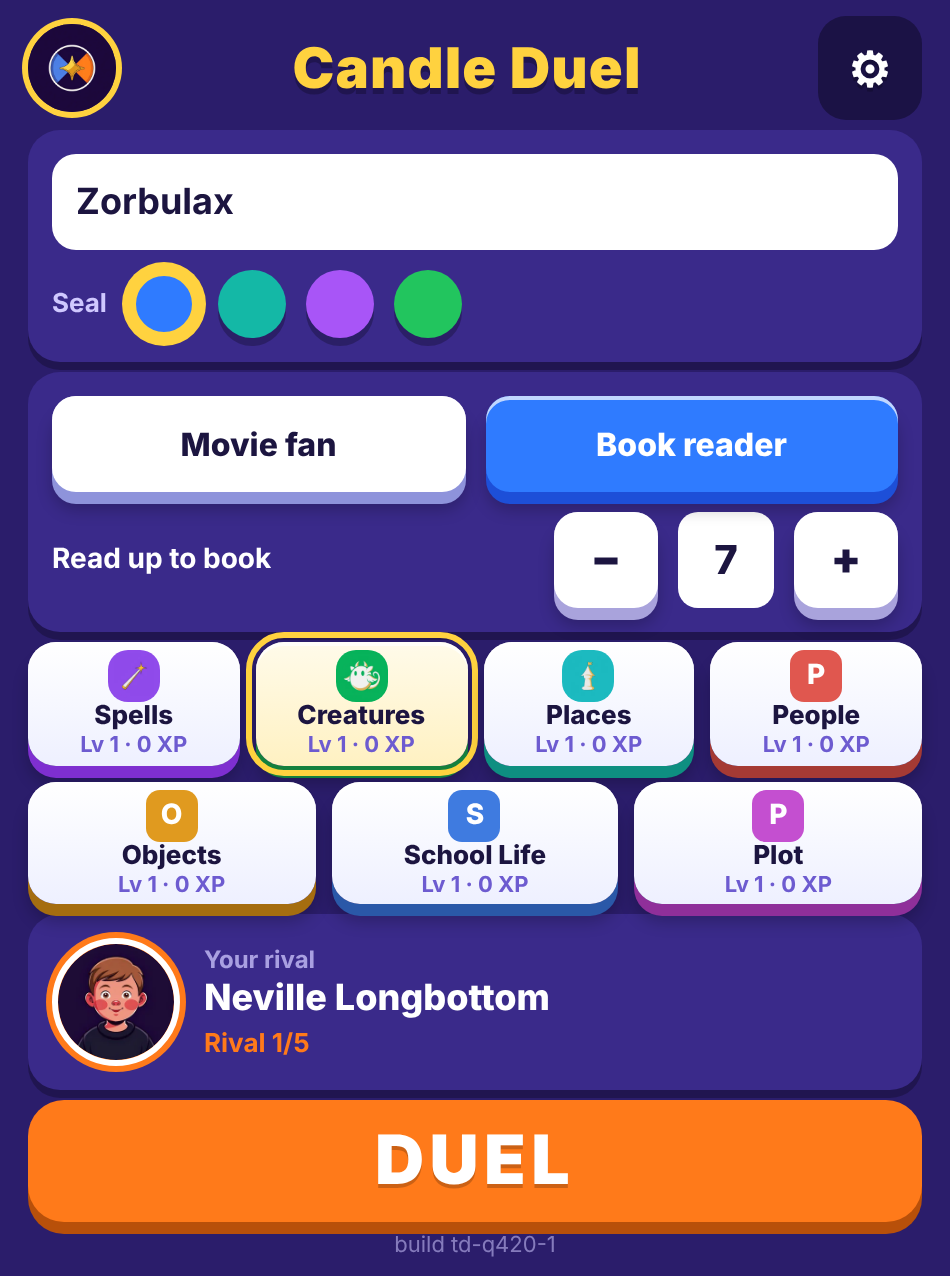 Candle Duel
Zorbulax
Seal
Movie fan
Book reader
Read up to book
− 7 +
Spells
Lv 1 · 0 XP
Creatures
Lv 1 · 0 XP
Places
Lv 1 · 0 XP
P
People
Lv 1 · 0 XP
O
Objects
Lv 1 · 0 XP
S
School Life
Lv 1 · 0 XP
P
Plot
Lv 1 · 0 XP
Your rival
Neville Longbottom
Rival 1/5
DUEL
build td-q420-1